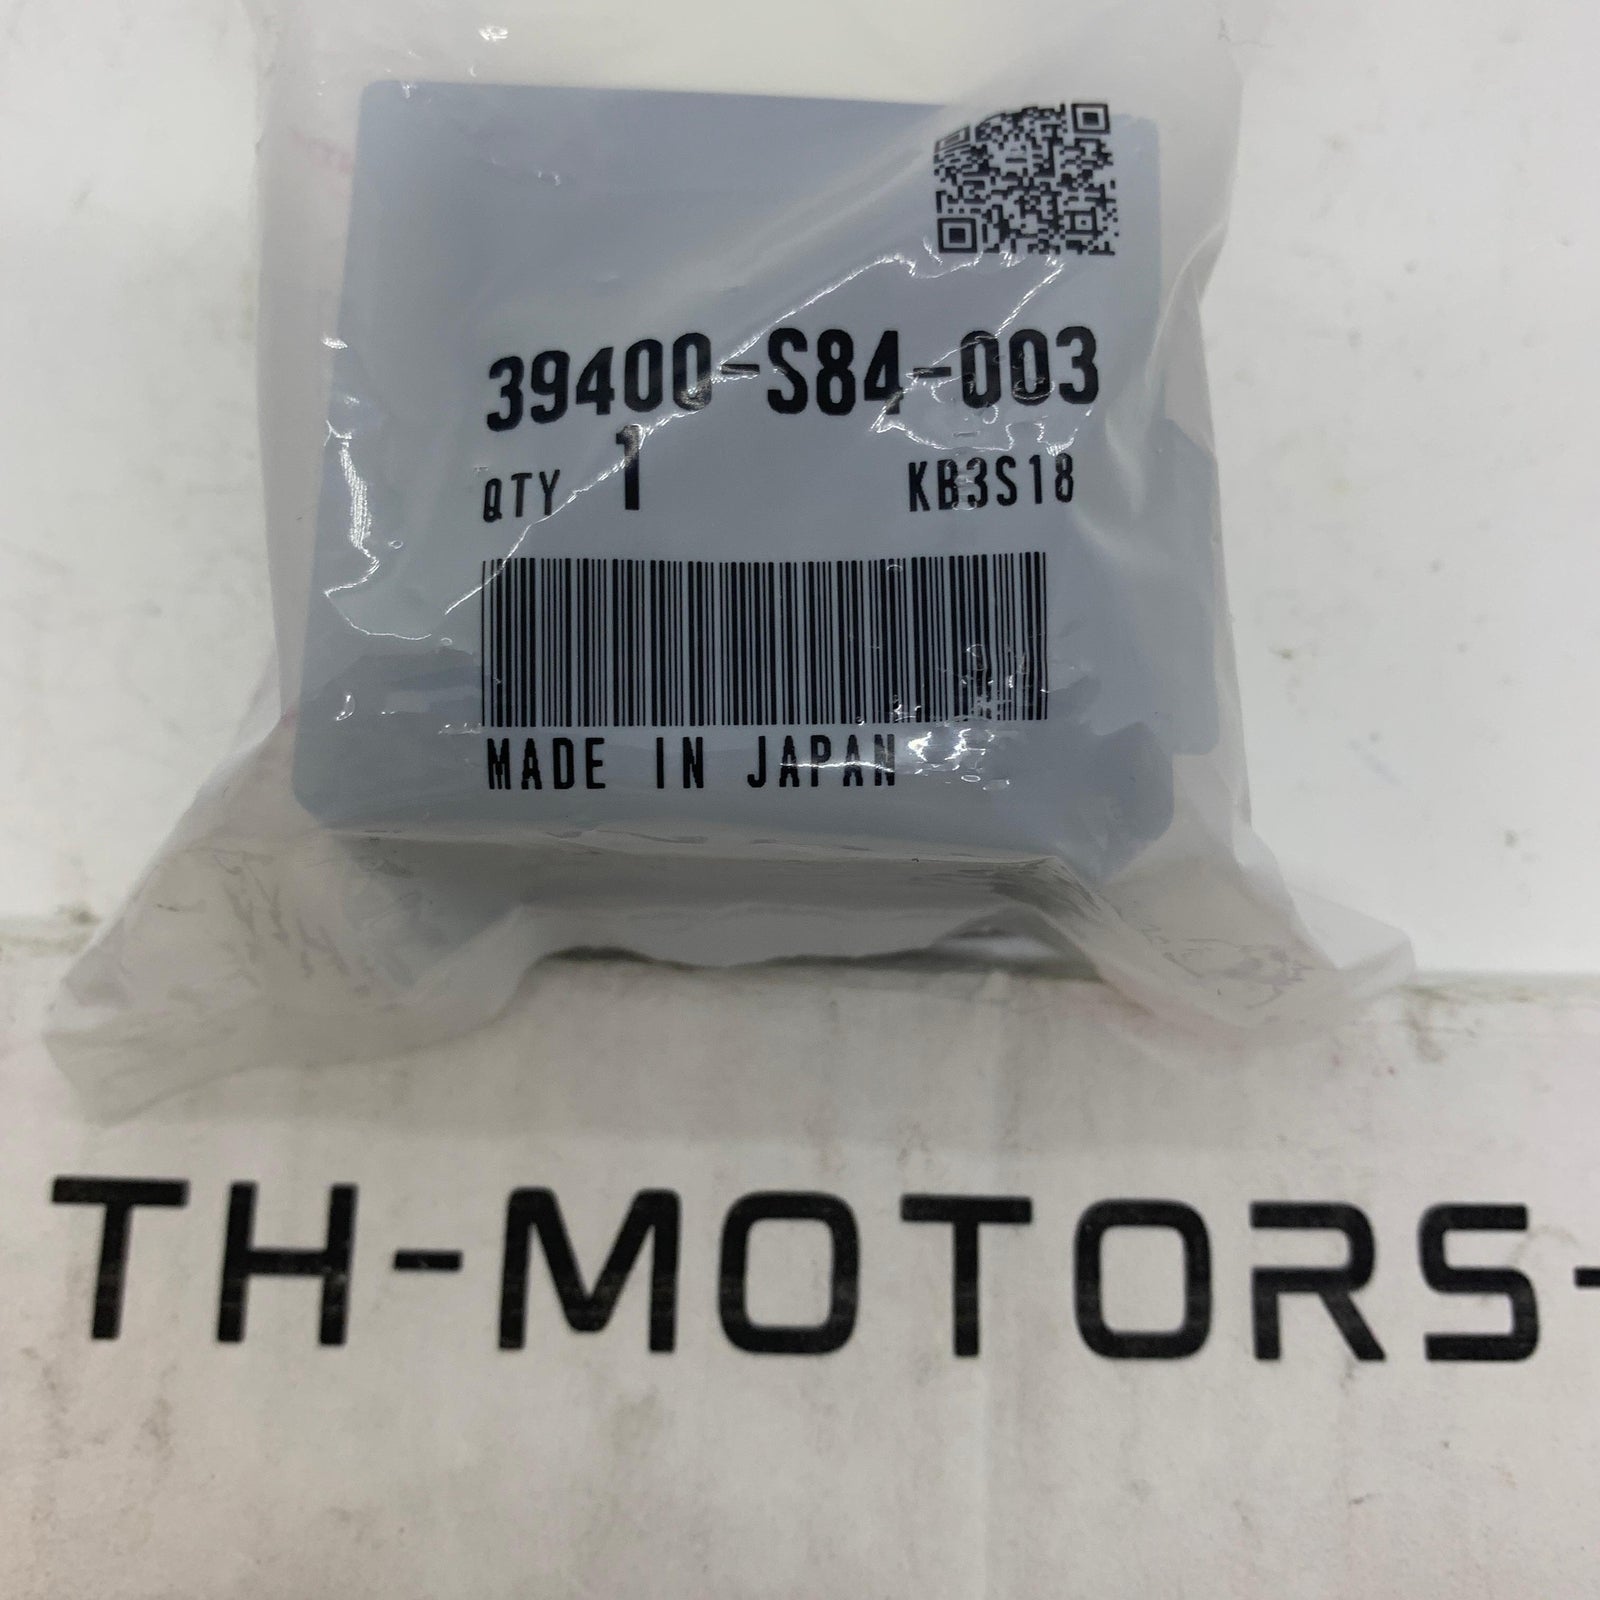 39400-S84-003
QTY 1 KB3S18
MADE IN JAPAN
TH-MOTORS-